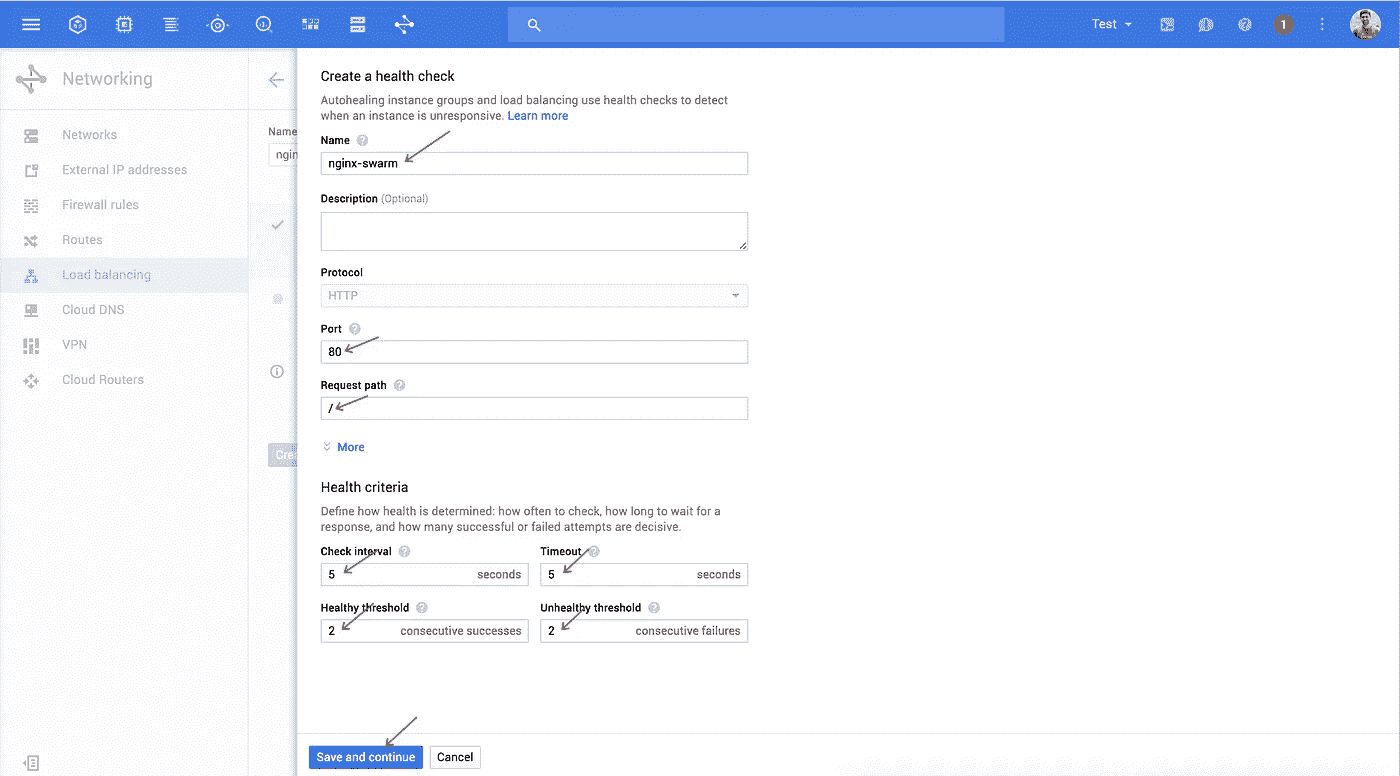 Test
1
Networking
Networks
External IP addresses
Firewall rules
Routes
Load balancing
Cloud DNS
VPN
Cloud Routers
Name
ngin
Cre
Create a health check
Autohealing instance groups and load balancing use health checks to detect
when an instance is unresponsive. Learn more
Name
nginx-swarm
Description (Optional)
Protocol
HTTP
Port
80
Request path
/
More
Health criteria
Define how health is determined: how often to check, how long to wait for a
response, and how many successful or failed attempts are decisive.
Check interval Timeout
5 seconds 5 seconds
Healthy threshold Unhealthy threshold
2 consecutive successes 2 consecutive failures
Save and continue Cancel